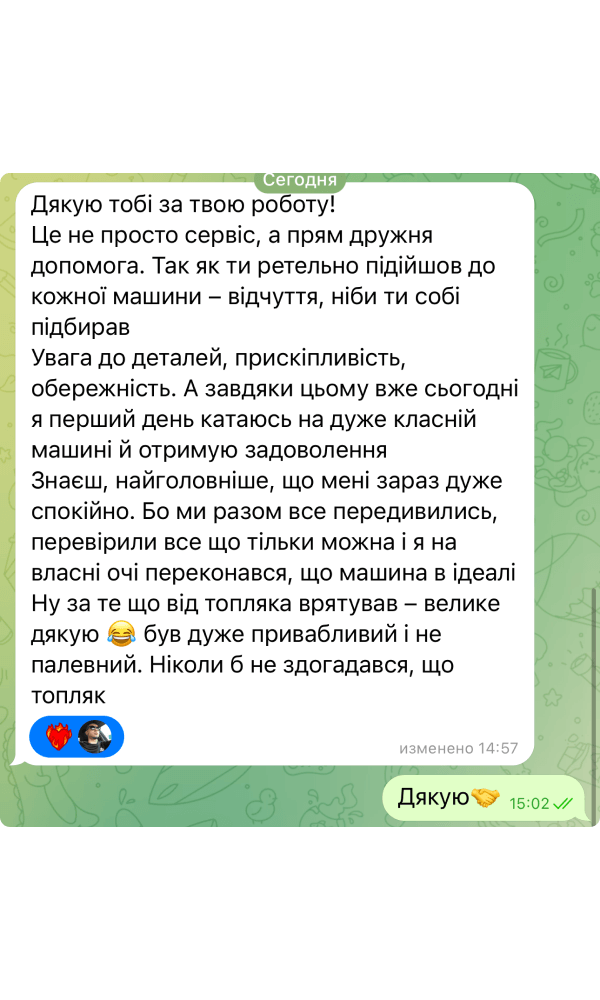 Сегодня
Дякую тобі за твою роботу!
Це не просто сервіс, а прям дружня
допомога. Так як ти ретельно підійшов до
кожної машини – відчуття, ніби ти собі
підбирав
Увага до деталей, прискіпливість,
обережність. А завдяки цьому вже сьогодні
я перший день катаюсь на дуже класній
машині й отримую задоволення
Знаєш, найголовніше, що мені зараз дуже
спокійно. Бо ми разом все передивились,
перевірили все що тільки можна і я на
власні очі переконався, що машина в ідеалі
Ну за те що від топляка врятував – велике
дякую 😂 був дуже привабливий і не
палевний. Ніколи б не здогадався, що
топляк
изменено 14:57
Дякую🤝 15:02